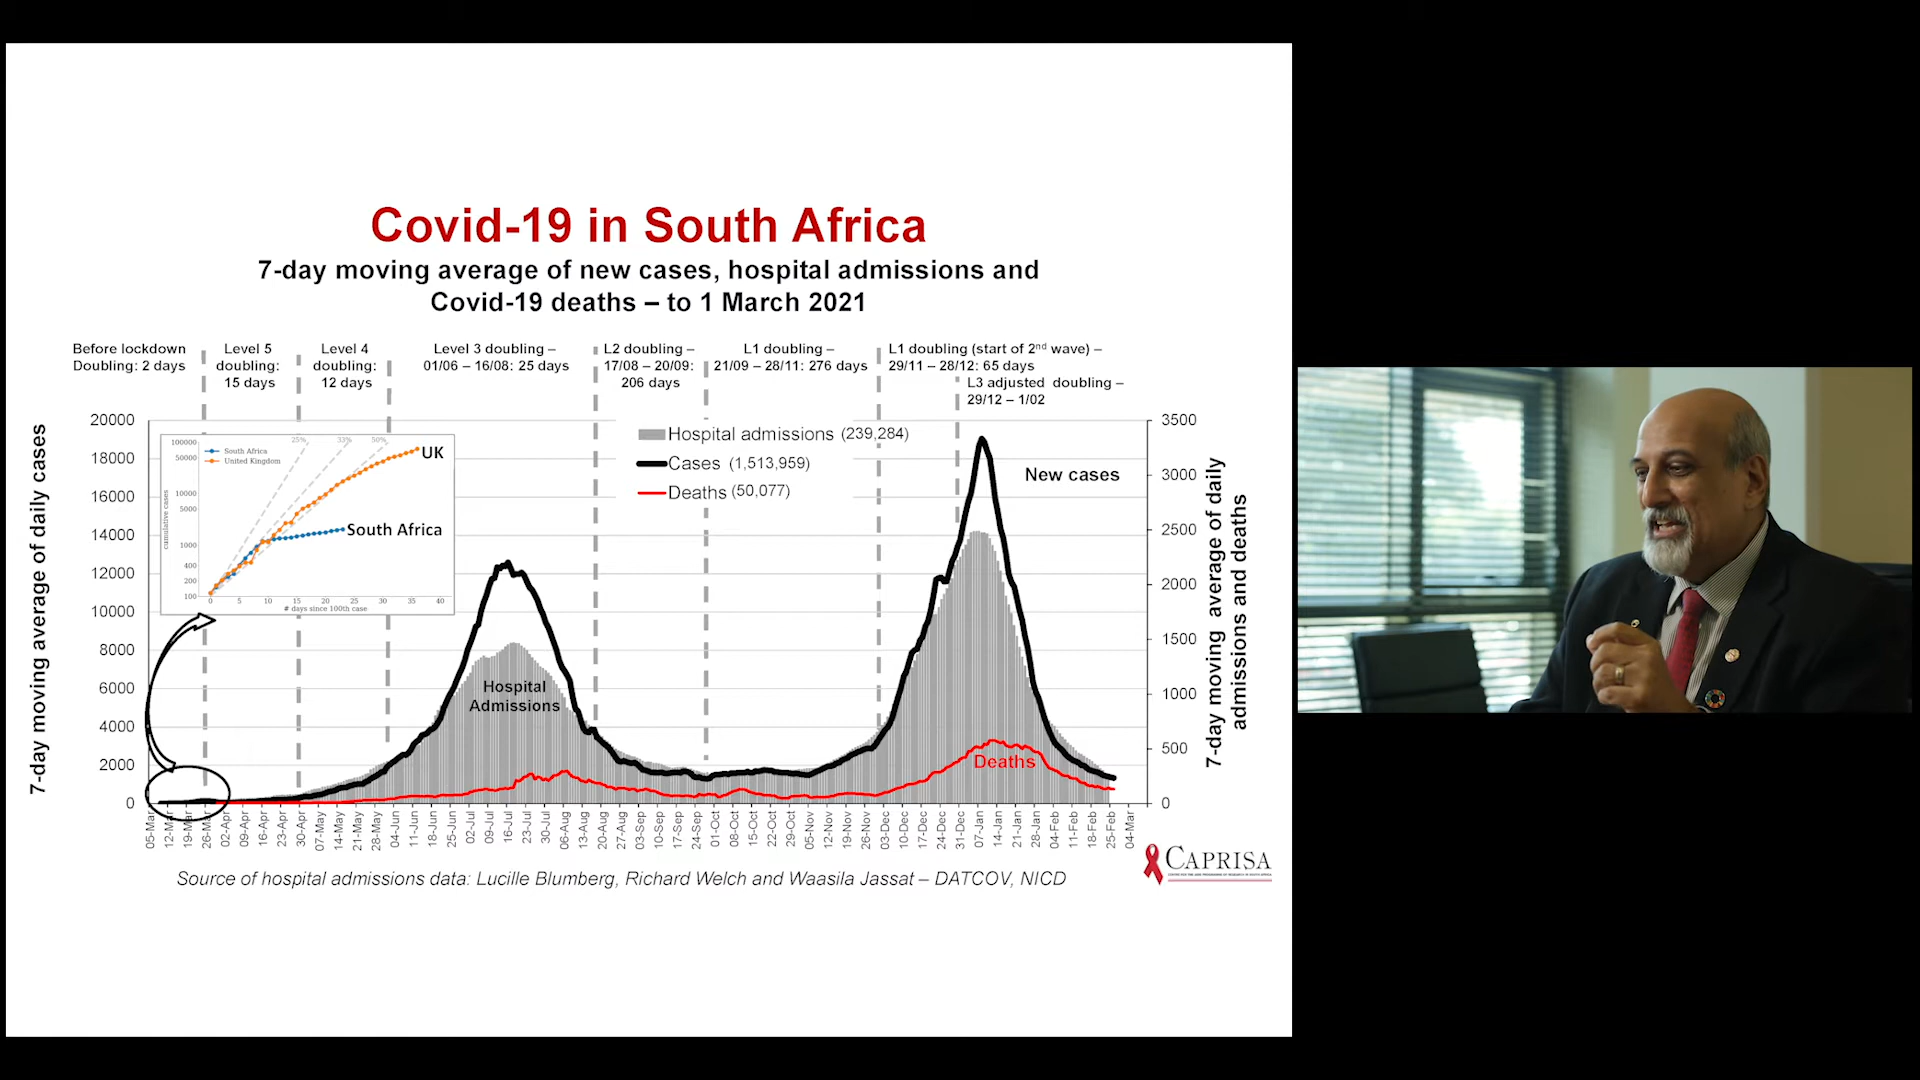 Covid-19 in South Africa
7-day moving average of new cases, hospital admissions and
Covid-19 deaths – to 1 March 2021
Before lockdown
Doubling: 2 days
Level 5
doubling:
15 days
Level 4
doubling:
12 days
Level 3 doubling –
01/06 – 16/08: 25 days
L2 doubling –
17/08 – 20/09:
206 days
L1 doubling –
21/09 – 28/11: 276 days
L1 doubling (start of 2nd wave) –
29/11 – 28/12: 65 days
L3 adjusted doubling –
29/12 – 1/02
7-day moving average of daily cases
20000
18000
16000
14000
12000
10000
8000
6000
4000
2000
0
100000
50000
10000
5000
1000
400
200
100
cumulative cases
South Africa
United Kingdom
25%
33%
50%
UK
South Africa
0 5 10 15 20 25 30 35 40
# days since 100th case
Hospital admissions (239,284)
Cases (1,513,959)
Deaths (50,077)
New cases
Hospital
Admissions
Deaths
3500
3000
2500
2000
1500
1000
500
0
7-day moving average of daily
admissions and deaths
05-Mar
12-Mar
19-Mar
26-Mar
02-Apr
09-Apr
16-Apr
23-Apr
30-Apr
07-May
14-May
21-May
28-May
04-Jun
11-Jun
18-Jun
25-Jun
02-Jul
09-Jul
16-Jul
23-Jul
30-Jul
06-Aug
13-Aug
20-Aug
27-Aug
03-Sep
10-Sep
17-Sep
24-Sep
01-Oct
08-Oct
15-Oct
22-Oct
29-Oct
05-Nov
12-Nov
19-Nov
26-Nov
03-Dec
10-Dec
17-Dec
24-Dec
31-Dec
07-Jan
14-Jan
21-Jan
28-Jan
04-Feb
11-Feb
18-Feb
25-Feb
04-Mar
CAPRISA
Source of hospital admissions data: Lucille Blumberg, Richard Welch and Waasila Jassat – DATCOV, NICD